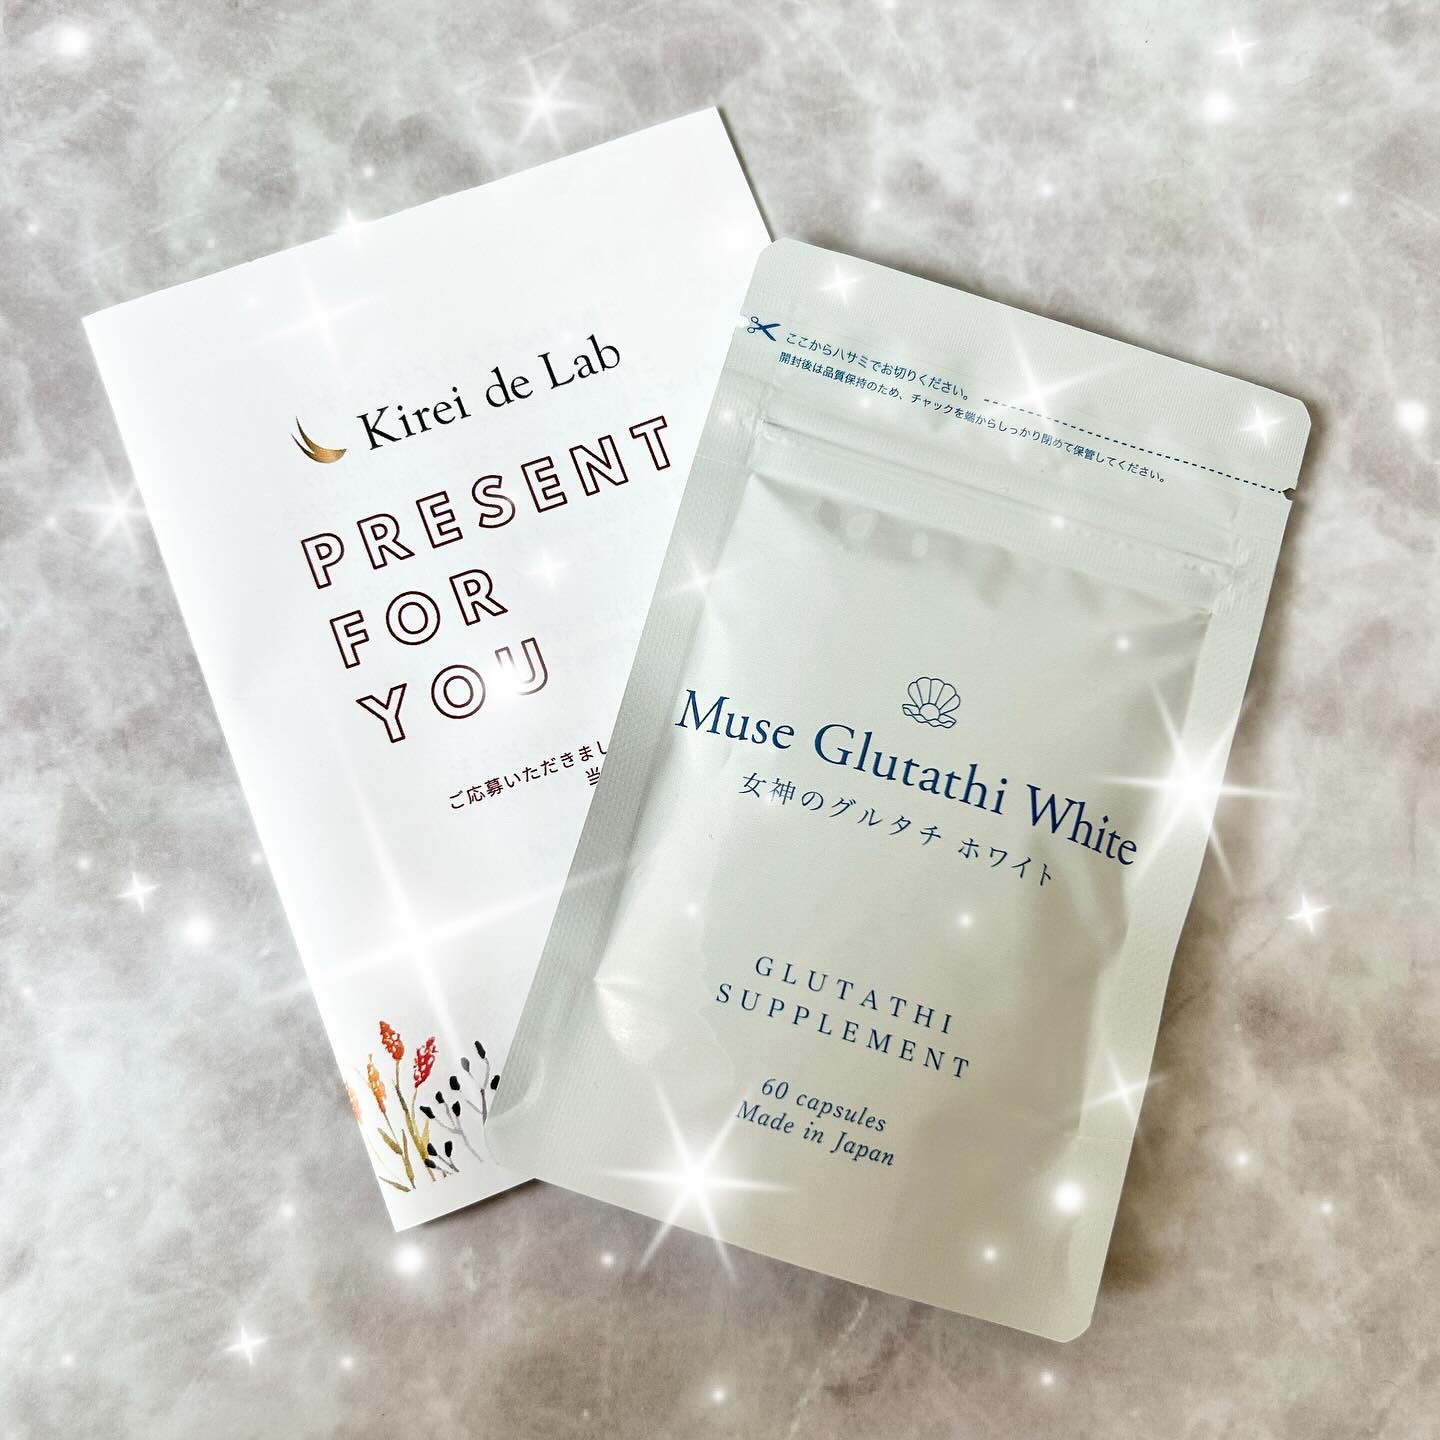 Kirei de Lab
PRESENT
FOR
YOU
ご応募いただきまし
当
ここからハサミでお切りください。
開封後は品質保持のため、チャックを端からしっかり閉めて保管してください。
Muse Glutathi White
女神のグルタチ ホワイト
GLUTATHI
SUPPLEMENT
60 capsules
Made in Japan